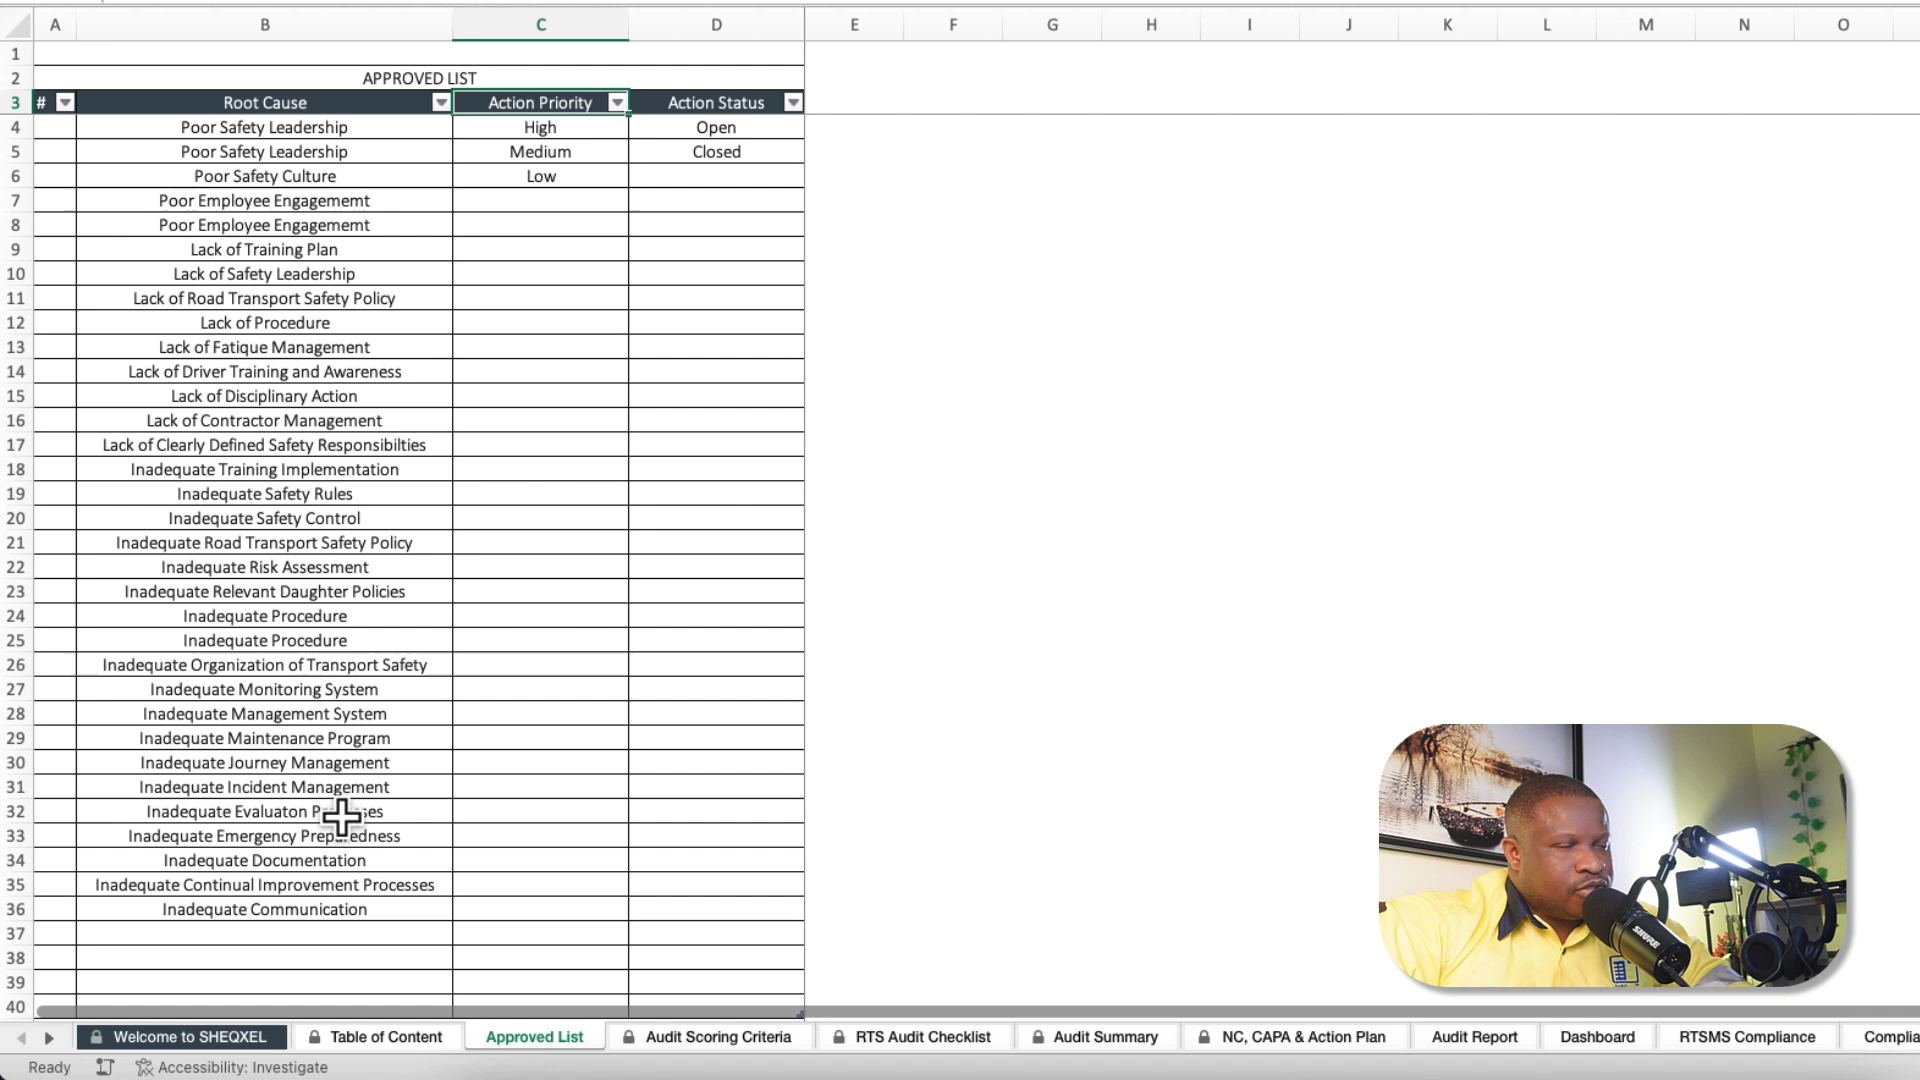 A B C D E F G H I J K L M N O
1
2 APPROVED LIST
3 # Root Cause Action Priority Action Status
4 Poor Safety Leadership High Open
5 Poor Safety Leadership Medium Closed
6 Poor Safety Culture Low
7 Poor Employee Engagememt
8 Poor Employee Engagememt
9 Lack of Training Plan
10 Lack of Safety Leadership
11 Lack of Road Transport Safety Policy
12 Lack of Procedure
13 Lack of Fatique Management
14 Lack of Driver Training and Awareness
15 Lack of Disciplinary Action
16 Lack of Contractor Management
17 Lack of Clearly Defined Safety Responsibilties
18 Inadequate Training Implementation
19 Inadequate Safety Rules
20 Inadequate Safety Control
21 Inadequate Road Transport Safety Policy
22 Inadequate Risk Assessment
23 Inadequate Relevant Daughter Policies
24 Inadequate Procedure
25 Inadequate Procedure
26 Inadequate Organization of Transport Safety
27 Inadequate Monitoring System
28 Inadequate Management System
29 Inadequate Maintenance Program
30 Inadequate Journey Management
31 Inadequate Incident Management
32 Inadequate Evaluaton
33 Inadequate Emergency Preparedness
34 Inadequate Documentation
35 Inadequate Continual Improvement Processes
36 Inadequate Communication
37
38
39
40
SHURE
Welcome to SHEQXEL Table of Content Approved List Audit Scoring Criteria RTS Audit Checklist Audit Summary NC, CAPA & Action Plan Audit Report Dashboard RTSMS Compliance Complia
Ready Accessibility: Investigate